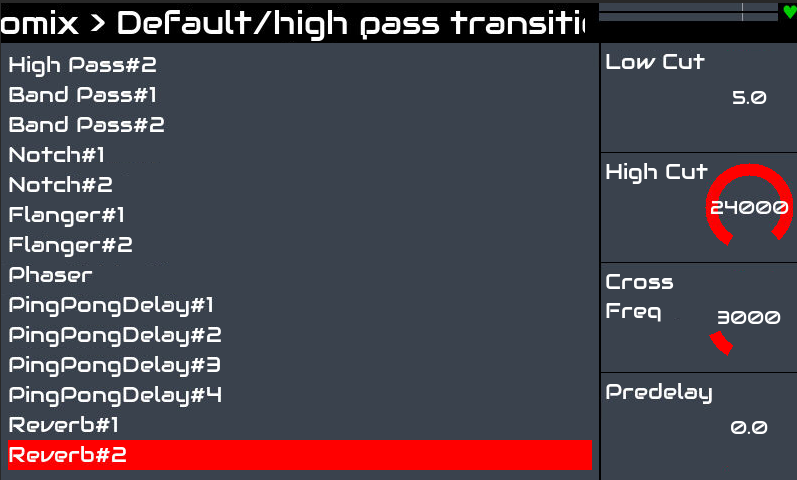 omix > Default/high pass transiti
High Pass#2
Band Pass#1
Band Pass#2
Notch#1
Notch#2
Flanger#1
Flanger#2
Phaser
PingPongDelay#1
PingPongDelay#2
PingPongDelay#3
PingPongDelay#4
Reverb#1
Reverb#2
Low Cut
5.0
High Cut
24000
Cross
Freq
3000
Predelay
0.0